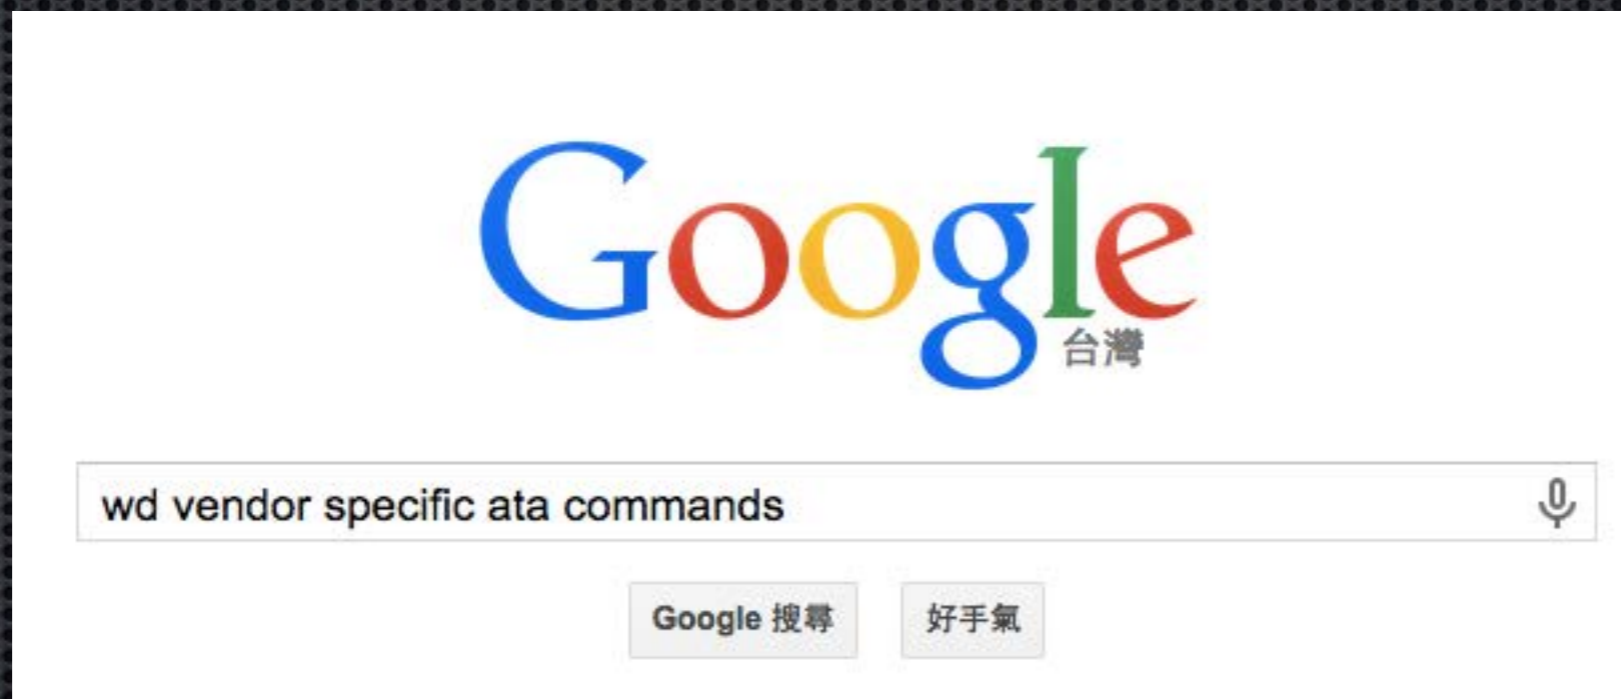 Google
台灣
wd vendor specific ata commands
Google 搜尋
好手氣